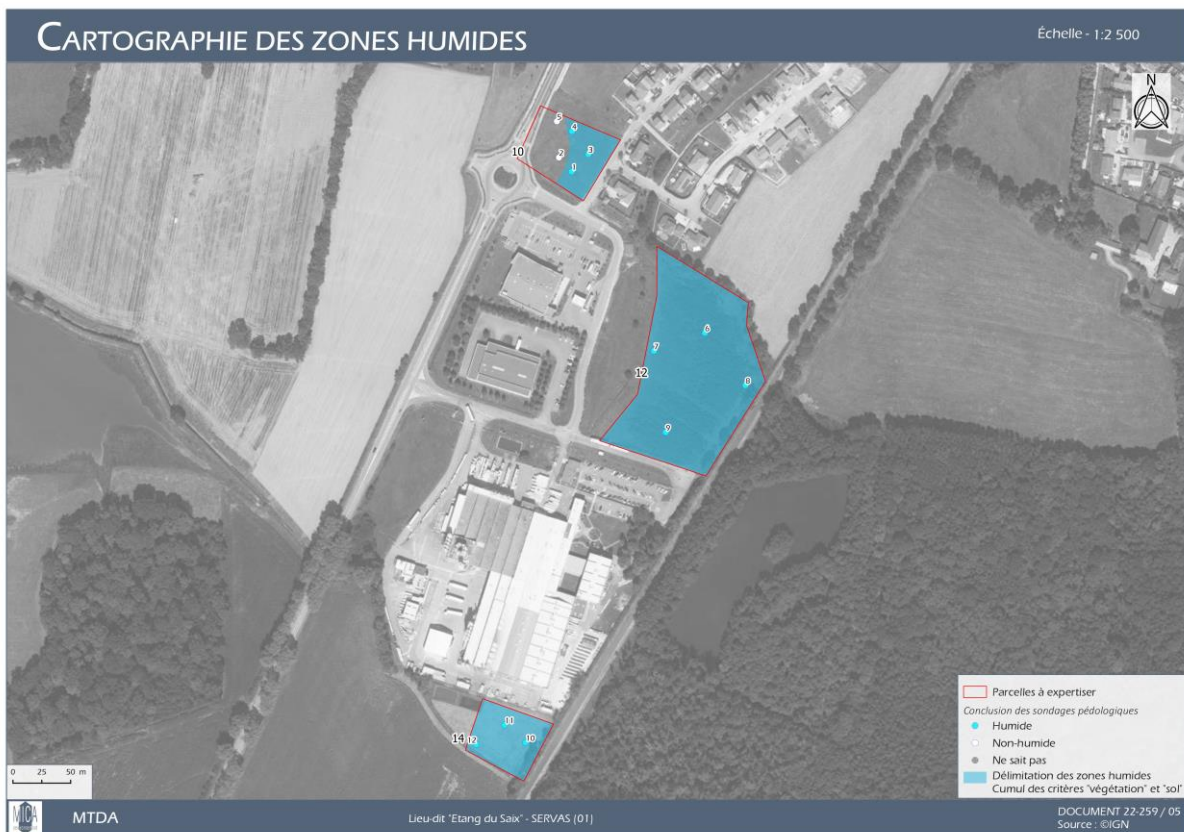 CARTOGRAPHIE DES ZONES HUMIDES
Échelle - 1:2 500
N
5
4
10
2
3
1
6
7
12
8
9
11
14
12
10
Parcelles à expertiser
Conclusion des sondages pédologiques
Humide
Non-humide
Ne sait pas
Délimitation des zones humides
Cumul des critères "végétation" et "sol"
0 25 50 m
MTDA
MTDA
Lieu-dit "Etang du Saix" - SERVAS (01)
DOCUMENT 22-259 / 05
Source : ©IGN